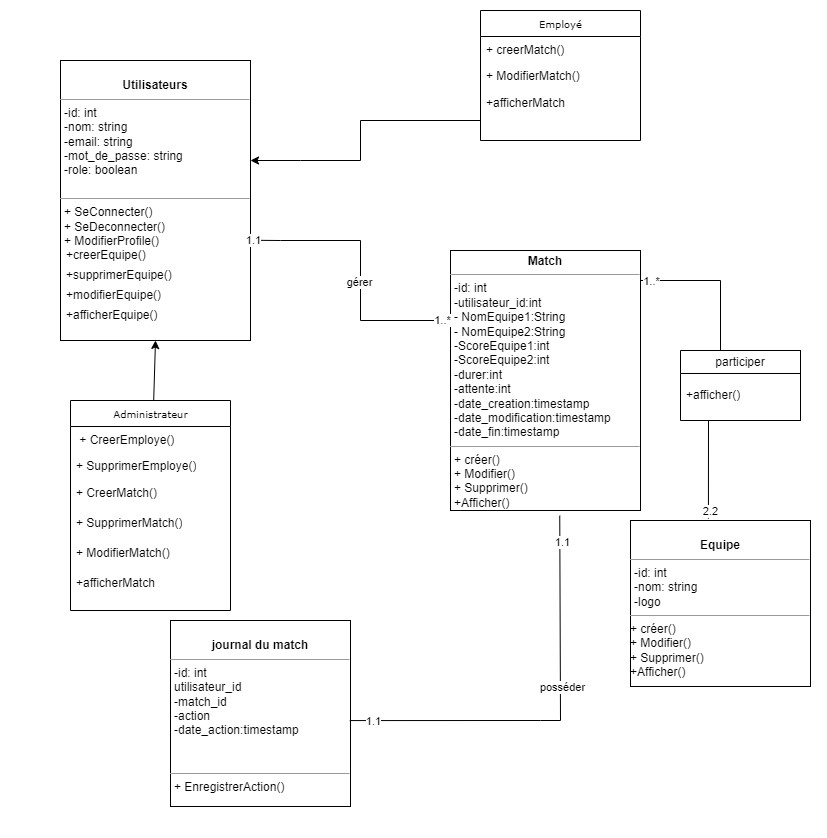 Employé
+ creerMatch()
+ ModifierMatch()
+afficherMatch
Utilisateurs
-id: int
-nom: string
-email: string
-mot_de_passe: string
-role: boolean
+ SeConnecter()
+ SeDeconnecter()
+ ModifierProfile()
+creerEquipe()
+supprimerEquipe()
+modifierEquipe()
+afficherEquipe()
1.1
gérer
1..*
Match
-id: int
-utilisateur_id:int
- NomEquipe1:String
- NomEquipe2:String
-ScoreEquipe1:int
-ScoreEquipe2:int
-durer:int
-attente:int
-date_creation:timestamp
-date_modification:timestamp
-date_fin:timestamp
+ créer()
+ Modifier()
+ Supprimer()
+Afficher()
1..*
participer
+afficher()
2.2
Equipe
-id: int
-nom: string
-logo
+ créer()
+ Modifier()
+ Supprimer()
+Afficher()
Administrateur
+ CreerEmploye()
+ SupprimerEmploye()
+ CreerMatch()
+ SupprimerMatch()
+ ModifierMatch()
+afficherMatch
1.1
posséder
1.1
journal du match
-id: int
utilisateur_id
-match_id
-action
-date_action:timestamp
+ EnregistrerAction()